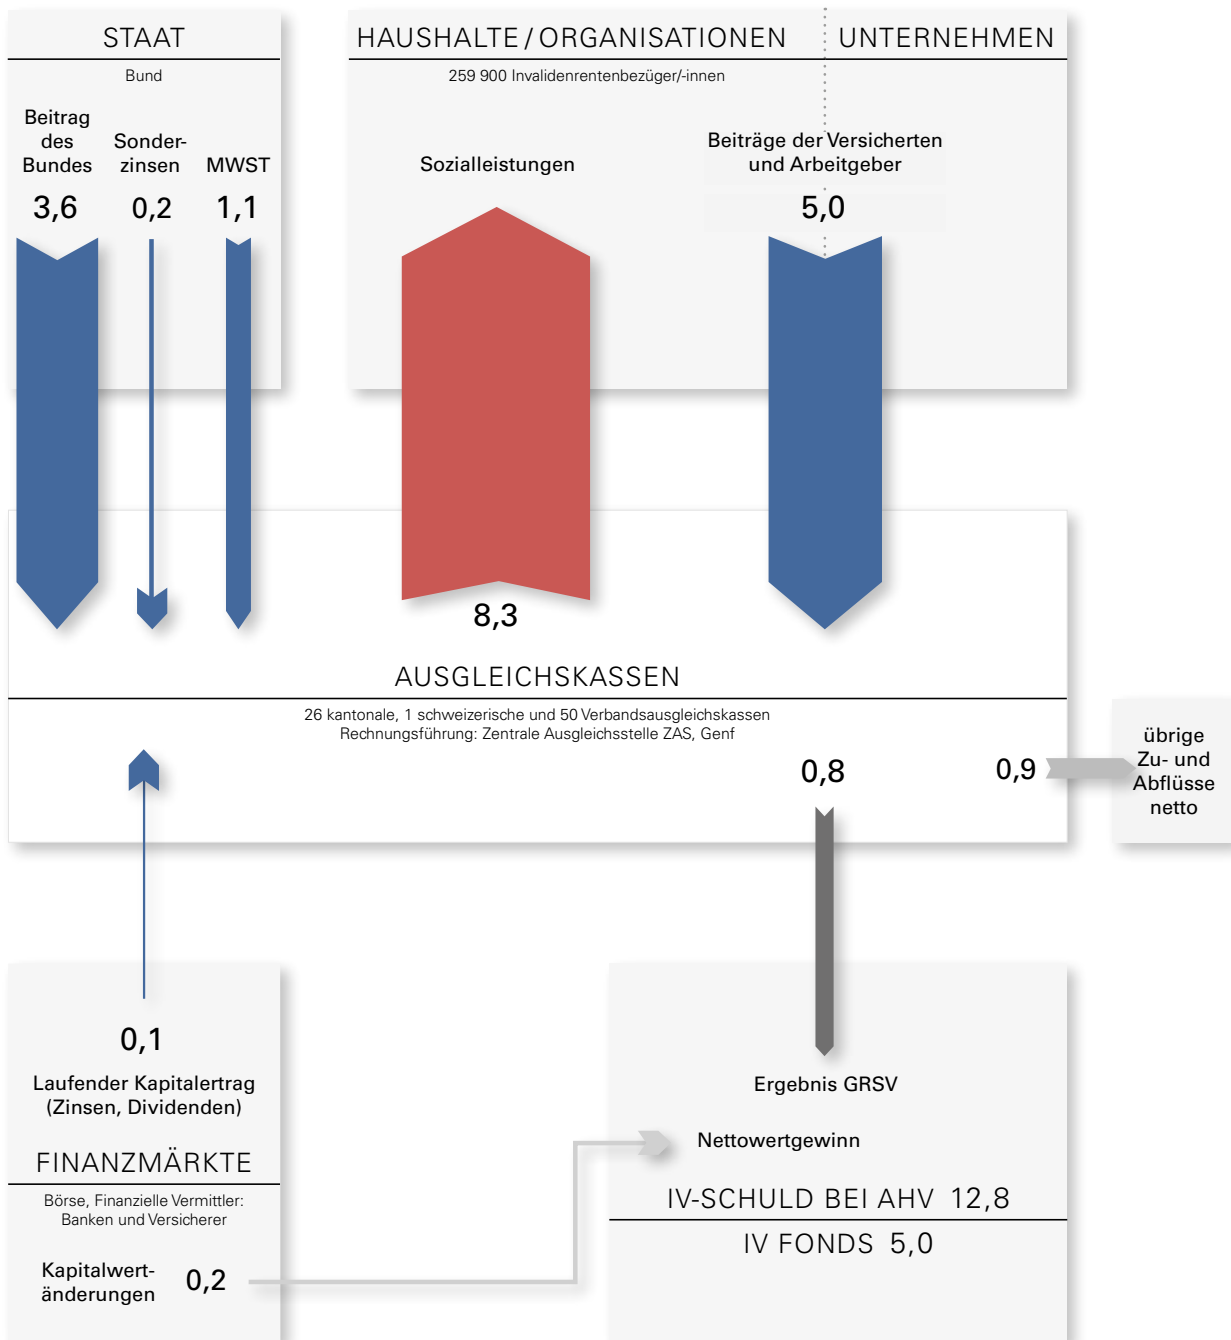 STAAT
Bund
Beitrag
des
Bundes
3,6
Sonder-
zinsen
0,2
MWST
1,1
HAUSHALTE / ORGANISATIONEN
UNTERNEHMEN
259 900 Invalidenrentenbezüger/-innen
Sozialleistungen
Beiträge der Versicherten
und Arbeitgeber
5,0
8,3
AUSGLEICHSKASSEN
26 kantonale, 1 schweizerische und 50 Verbandsausgleichskassen
Rechnungsführung: Zentrale Ausgleichsstelle ZAS, Genf
0,8
0,9
übrige
Zu- und
Abflüsse
netto
0,1
Laufender Kapitalertrag
(Zinsen, Dividenden)
FINANZMÄRKTE
Börse, Finanzielle Vermittler:
Banken und Versicherer
Kapitalwert-
änderungen
0,2
Ergebnis GRSV
Nettowertgewinn
IV-SCHULD BEI AHV 12,8
IV FONDS 5,0